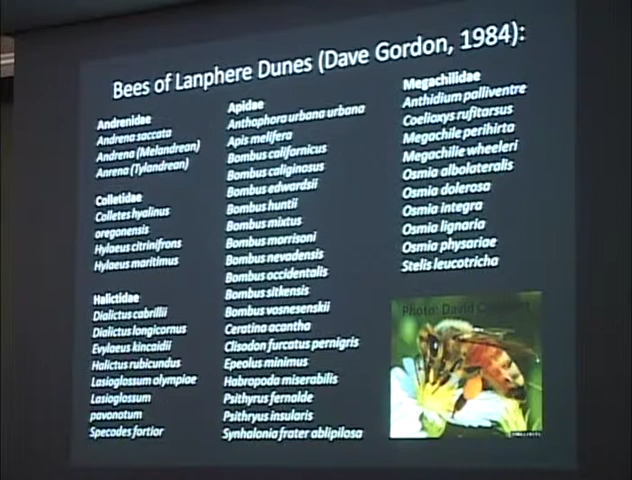 Bees of Lanphere Dunes (Dave Gordon, 1984):
Andrenidae
Andrena saccata
Andrena (Melandrean)
Anrena (Tylandrean)
Colletidae
Colletes hyalinus
oregonensis
Hylaeus citrinifrons
Hylaeus maritimus
Halictidae
Dialictus cabrillii
Dialictus longicornus
Evylaeus kincaidii
Halictus rubicundus
Lasioglossum olympiae
Lasioglossum
pavonotum
Specodes fortior
Apidae
Anthophora urbana urbana
Apis melifera
Bombus californicus
Bombus caliginosus
Bombus edwardsii
Bombus huntii
Bombus mixtus
Bombus morrisoni
Bombus nevadensis
Bombus occidentalis
Bombus sitkensis
Bombus vosnesenskii
Ceratina acantha
Clisodon furcatus pernigris
Epeolus minimus
Habropoda miserabilis
Psithyrus fernalde
Psithryus insularis
Synhalonia frater ablipilosa
Megachilidae
Anthidium palliventre
Coelioxys rufitarsus
Megachile perihirta
Megachilie wheeleri
Osmia albolateralis
Osmia dolerosa
Osmia integra
Osmia lignaria
Osmia physariae
Stelis leucotricha
Photo: David